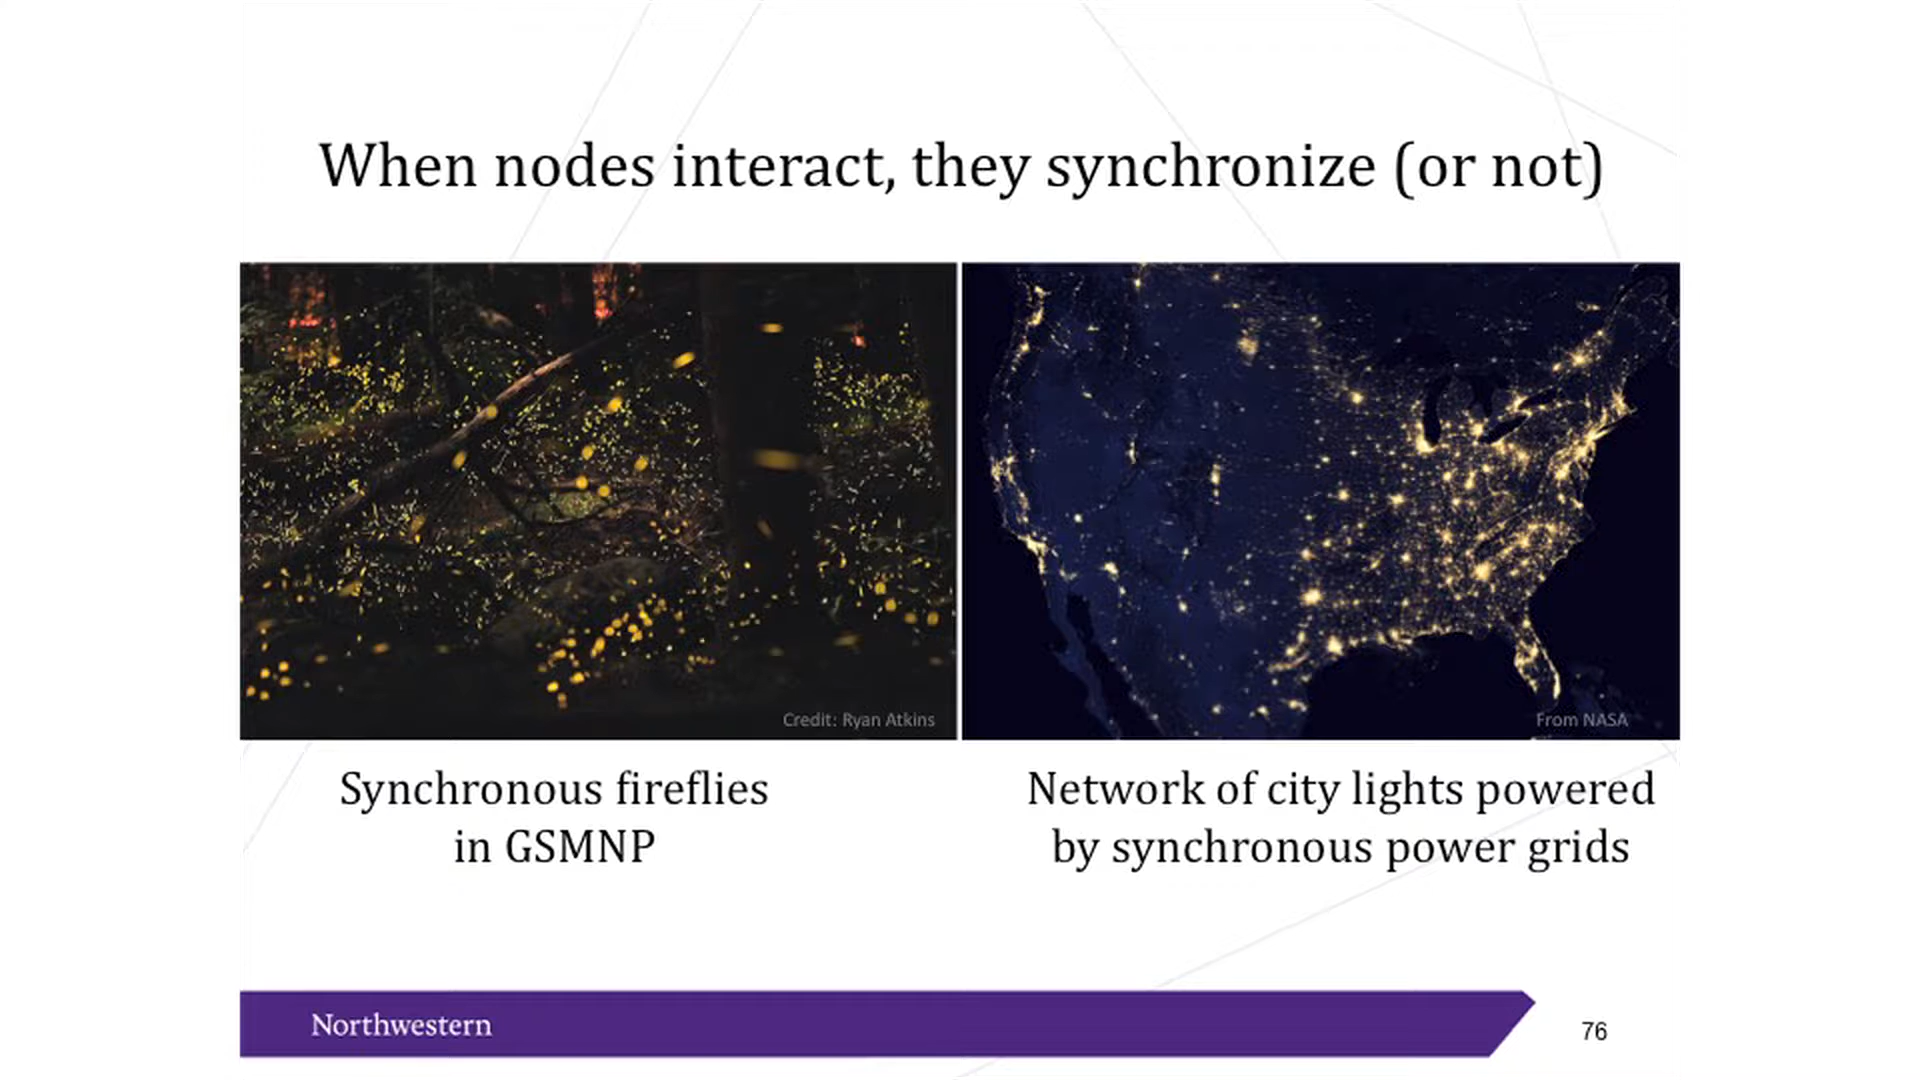 When nodes interact, they synchronize (or not)
Credit: Ryan Atkins
From NASA
Synchronous fireflies
in GSMNP
Network of city lights powered
by synchronous power grids
Northwestern
76